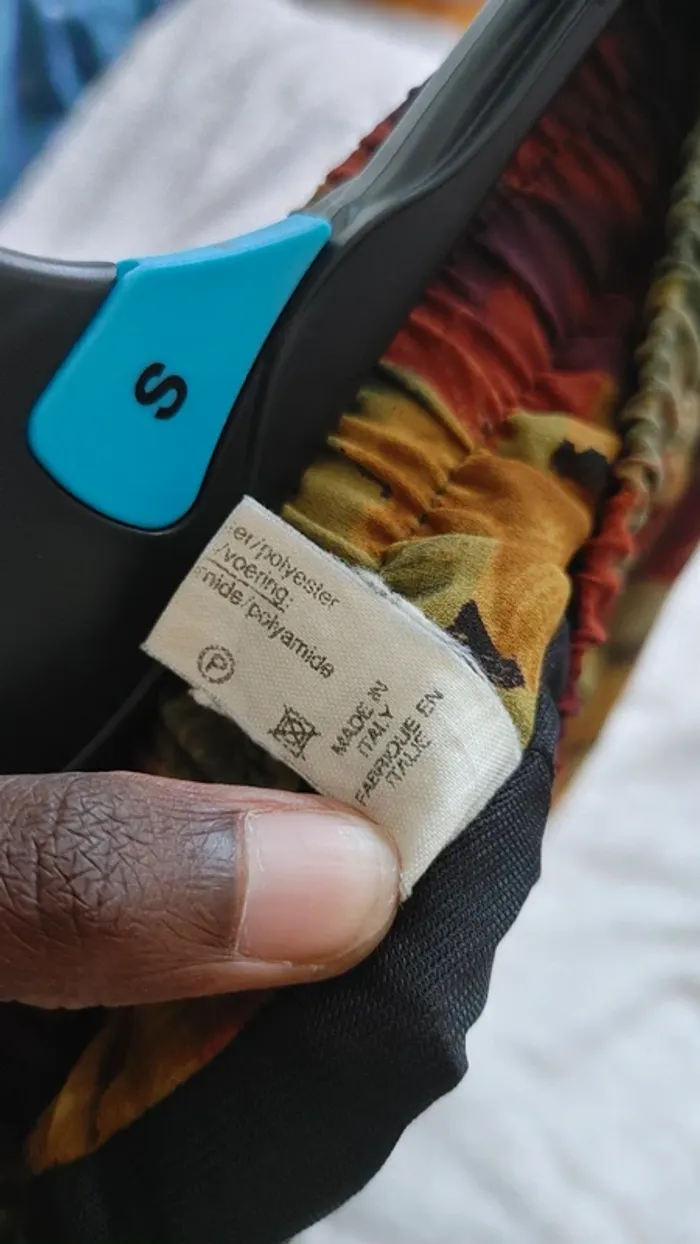 S
er/polyester
/voering:
mide/polyamide
P
MADE IN
ITALY
FABRIQUE EN
ITALIE